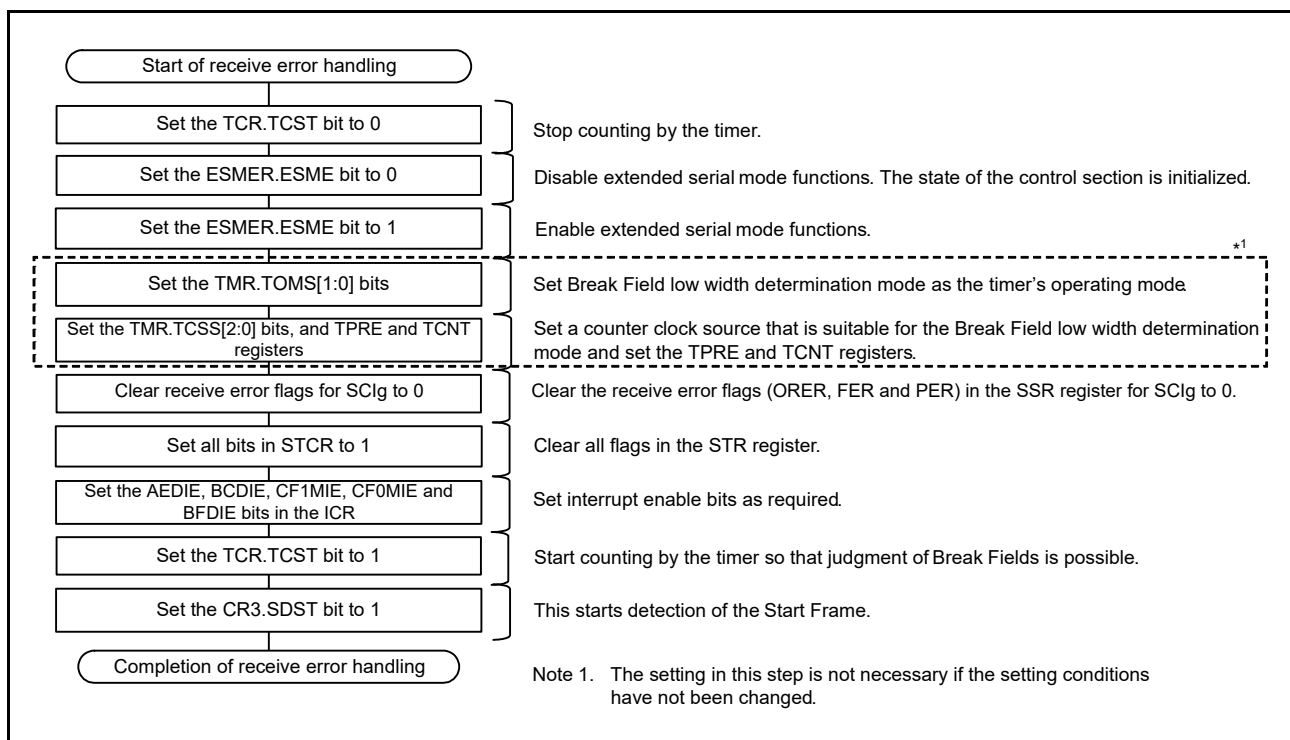 Start of receive error handling
Set the TCR.TCST bit to 0
Stop counting by the timer.
Set the ESMER.ESME bit to 0
Disable extended serial mode functions. The state of the control section is initialized.
Set the ESMER.ESME bit to 1
Enable extended serial mode functions.
*1
Set the TMR.TOMS[1:0] bits
Set Break Field low width determination mode as the timer's operating mode.
Set the TMR.TCSS[2:0] bits, and TPRE and TCNT
registers
Set a counter clock source that is suitable for the Break Field low width determination
mode and set the TPRE and TCNT registers.
Clear receive error flags for SCIg to 0
Clear the receive error flags (ORER, FER and PER) in the SSR register for SCIg to 0.
Set all bits in STCR to 1
Clear all flags in the STR register.
Set the AEDIE, BCDIE, CF1MIE, CF0MIE and
BFDIE bits in the ICR
Set interrupt enable bits as required.
Set the TCR.TCST bit to 1
Start counting by the timer so that judgment of Break Fields is possible.
Set the CR3.SDST bit to 1
This starts detection of the Start Frame.
Completion of receive error handling
Note 1. The setting in this step is not necessary if the setting conditions
have not been changed.